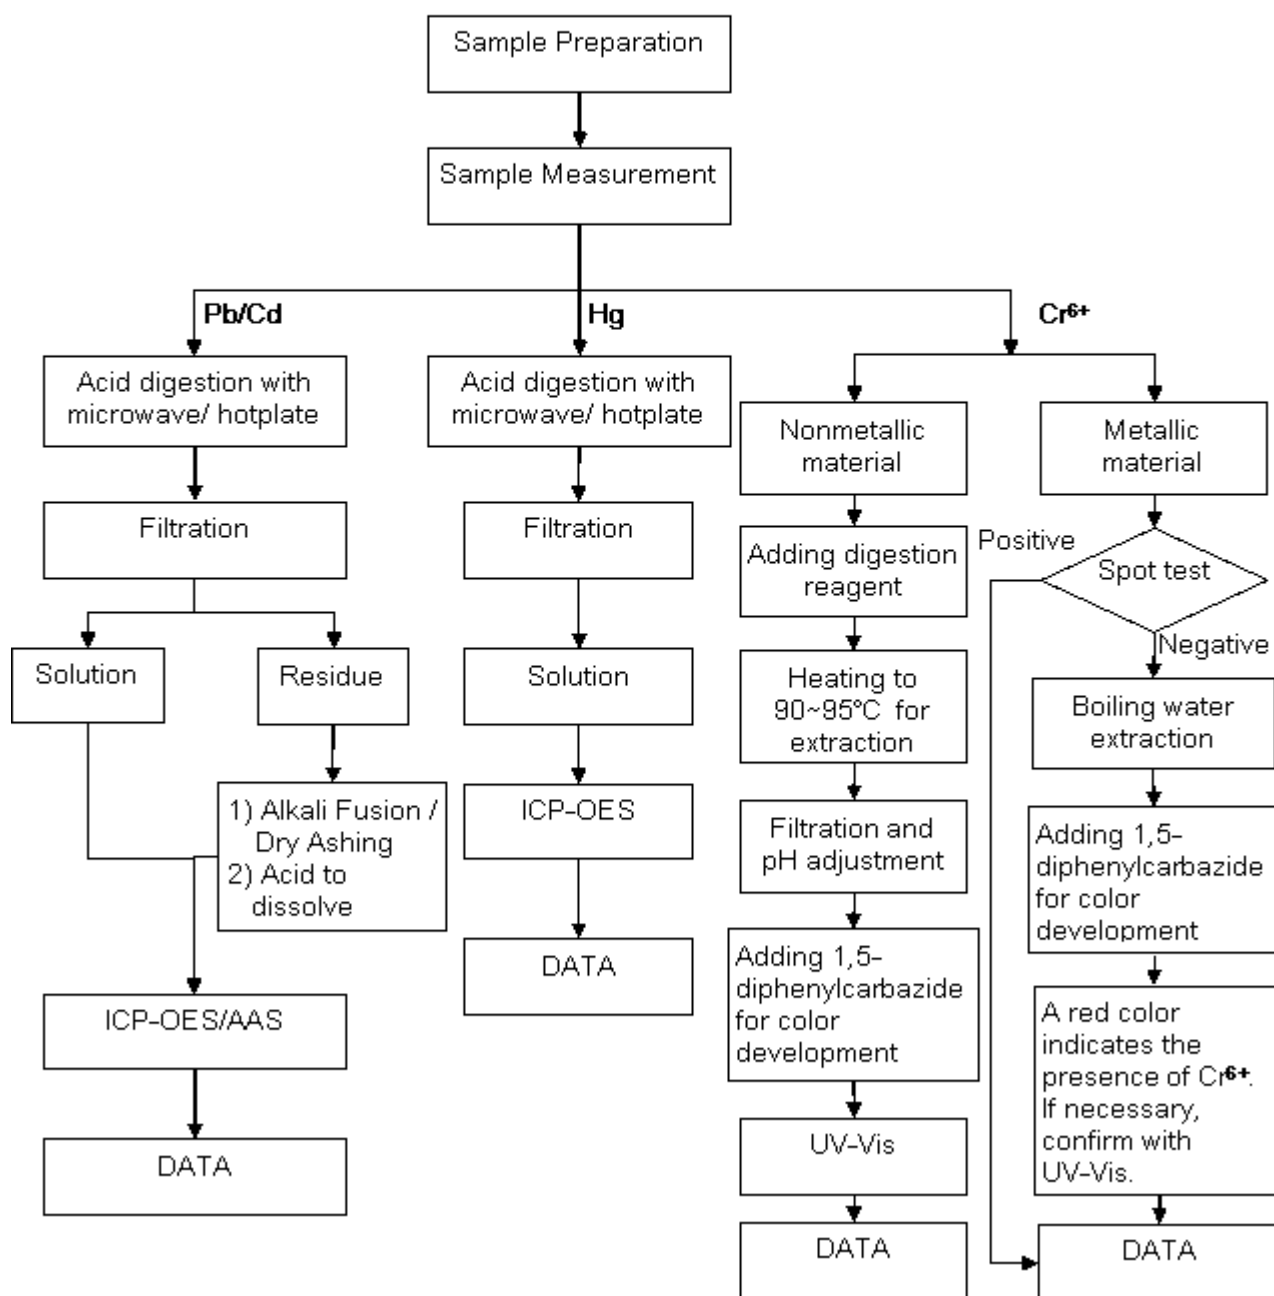 Sample Preparation
Sample Measurement
Pb/Cd
Hg
Cr⁶⁺
Acid digestion with
microwave/ hotplate
Filtration
Solution
Residue
1) Alkali Fusion /
Dry Ashing
2) Acid to
dissolve
ICP-OES/AAS
DATA
Acid digestion with
microwave/ hotplate
Filtration
Solution
ICP-OES
DATA
Nonmetallic
material
Adding digestion
reagent
Heating to
90~95°C for
extraction
Filtration and
pH adjustment
Adding 1,5-
diphenylcarbazide
for color
development
UV-Vis
DATA
Metallic
material
Positive
Spot test
Negative
Boiling water
extraction
Adding 1,5-
diphenylcarbazide
for color
development
A red color
indicates the
presence of Cr⁶⁺.
If necessary,
confirm with
UV-Vis.
DATA